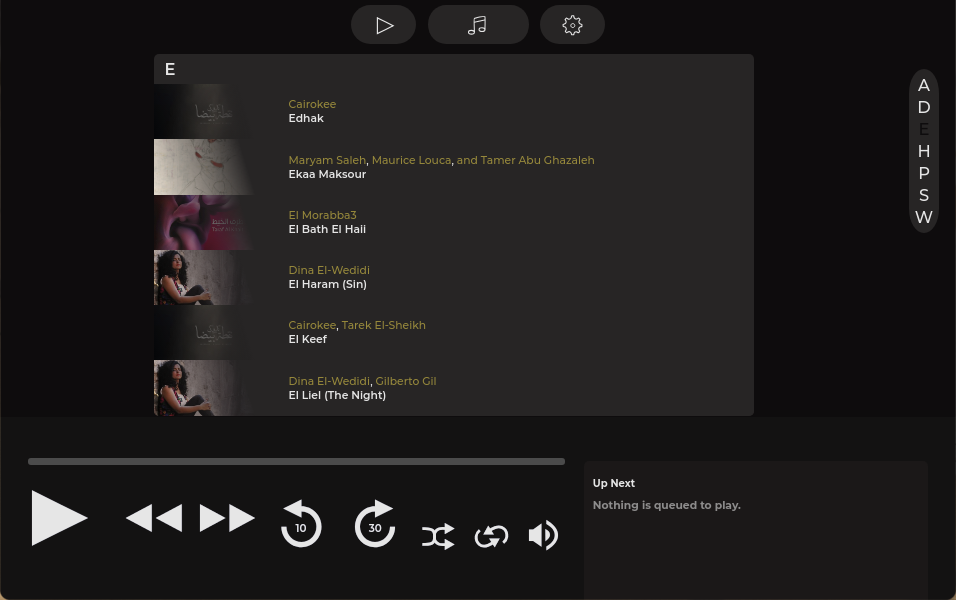 E
Cairokee
Edhak
Maryam Saleh, Maurice Louca, and Tamer Abu Ghazaleh
Ekaa Maksour
El Morabba3
El Bath El Haii
Dina El-Wedidi
El Haram (Sin)
Cairokee, Tarek El-Sheikh
El Keef
Dina El-Wedidi, Gilberto Gil
El Liel (The Night)
A
D
E
H
P
S
W
10
30
Up Next
Nothing is queued to play.